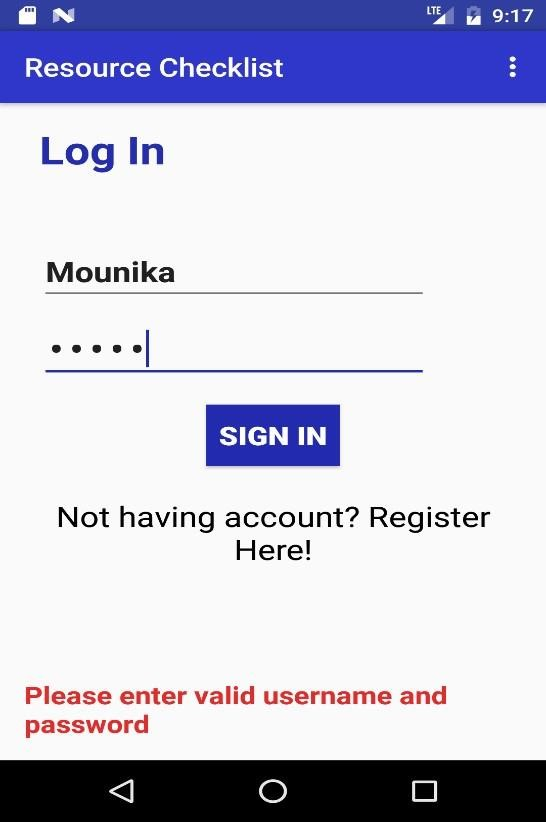 LTE 9:17
Resource Checklist
Log In
Mounika
•••••
SIGN IN
Not having account? Register
Here!
Please enter valid username and
password